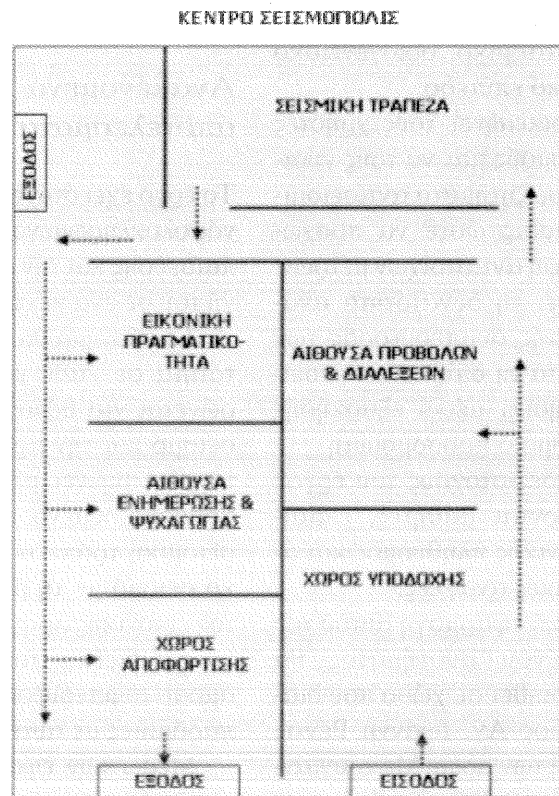 ΚΕΝΤΡΟ ΣΕΙΣΜΟΠΟΛΙΣ
ΣΕΙΣΜΙΚΗ ΤΡΑΠΕΖΑ
ΕΞΟΔΟΣ
ΕΙΚΟΝΙΚΗ
ΠΡΑΓΜΑΤΙΚΟ-
ΤΗΤΑ
ΑΙΘΟΥΣΑ ΠΡΟΒΟΛΩΝ
& ΔΙΑΛΕΞΕΩΝ
ΑΙΘΟΥΣΑ
ΕΝΗΜΕΡΩΣΗΣ &
ΨΥΧΑΓΩΓΙΑΣ
ΧΩΡΟΣ ΥΠΟΔΟΧΗΣ
ΧΩΡΟΣ
ΑΠΟΦΟΡΤΙΣΗΣ
ΕΞΟΔΟΣ
ΕΙΣΟΔΟΣ